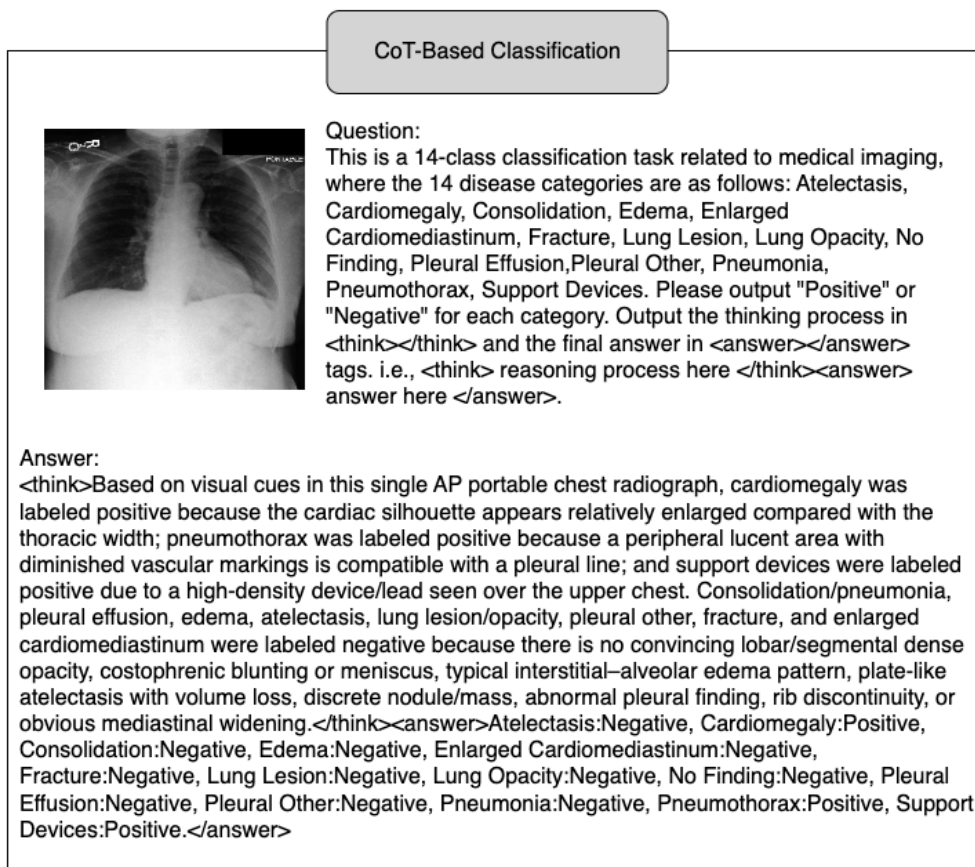 CoT-Based Classification
PORTABLE
Question:
This is a 14-class classification task related to medical imaging,
where the 14 disease categories are as follows: Atelectasis,
Cardiomegaly, Consolidation, Edema, Enlarged
Cardiomediastinum, Fracture, Lung Lesion, Lung Opacity, No
Finding, Pleural Effusion,Pleural Other, Pneumonia,
Pneumothorax, Support Devices. Please output "Positive" or
"Negative" for each category. Output the thinking process in
<think></think> and the final answer in <answer></answer>
tags. i.e., <think> reasoning process here </think><answer>
answer here </answer>.
Answer:
<think>Based on visual cues in this single AP portable chest radiograph, cardiomegaly was
labeled positive because the cardiac silhouette appears relatively enlarged compared with the
thoracic width; pneumothorax was labeled positive because a peripheral lucent area with
diminished vascular markings is compatible with a pleural line; and support devices were labeled
positive due to a high-density device/lead seen over the upper chest. Consolidation/pneumonia,
pleural effusion, edema, atelectasis, lung lesion/opacity, pleural other, fracture, and enlarged
cardiomediastinum were labeled negative because there is no convincing lobar/segmental dense
opacity, costophrenic blunting or meniscus, typical interstitial–alveolar edema pattern, plate-like
atelectasis with volume loss, discrete nodule/mass, abnormal pleural finding, rib discontinuity, or
obvious mediastinal widening.</think><answer>Atelectasis:Negative, Cardiomegaly:Positive,
Consolidation:Negative, Edema:Negative, Enlarged Cardiomediastinum:Negative,
Fracture:Negative, Lung Lesion:Negative, Lung Opacity:Negative, No Finding:Negative, Pleural
Effusion:Negative, Pleural Other:Negative, Pneumonia:Negative, Pneumothorax:Positive, Support
Devices:Positive.</answer>